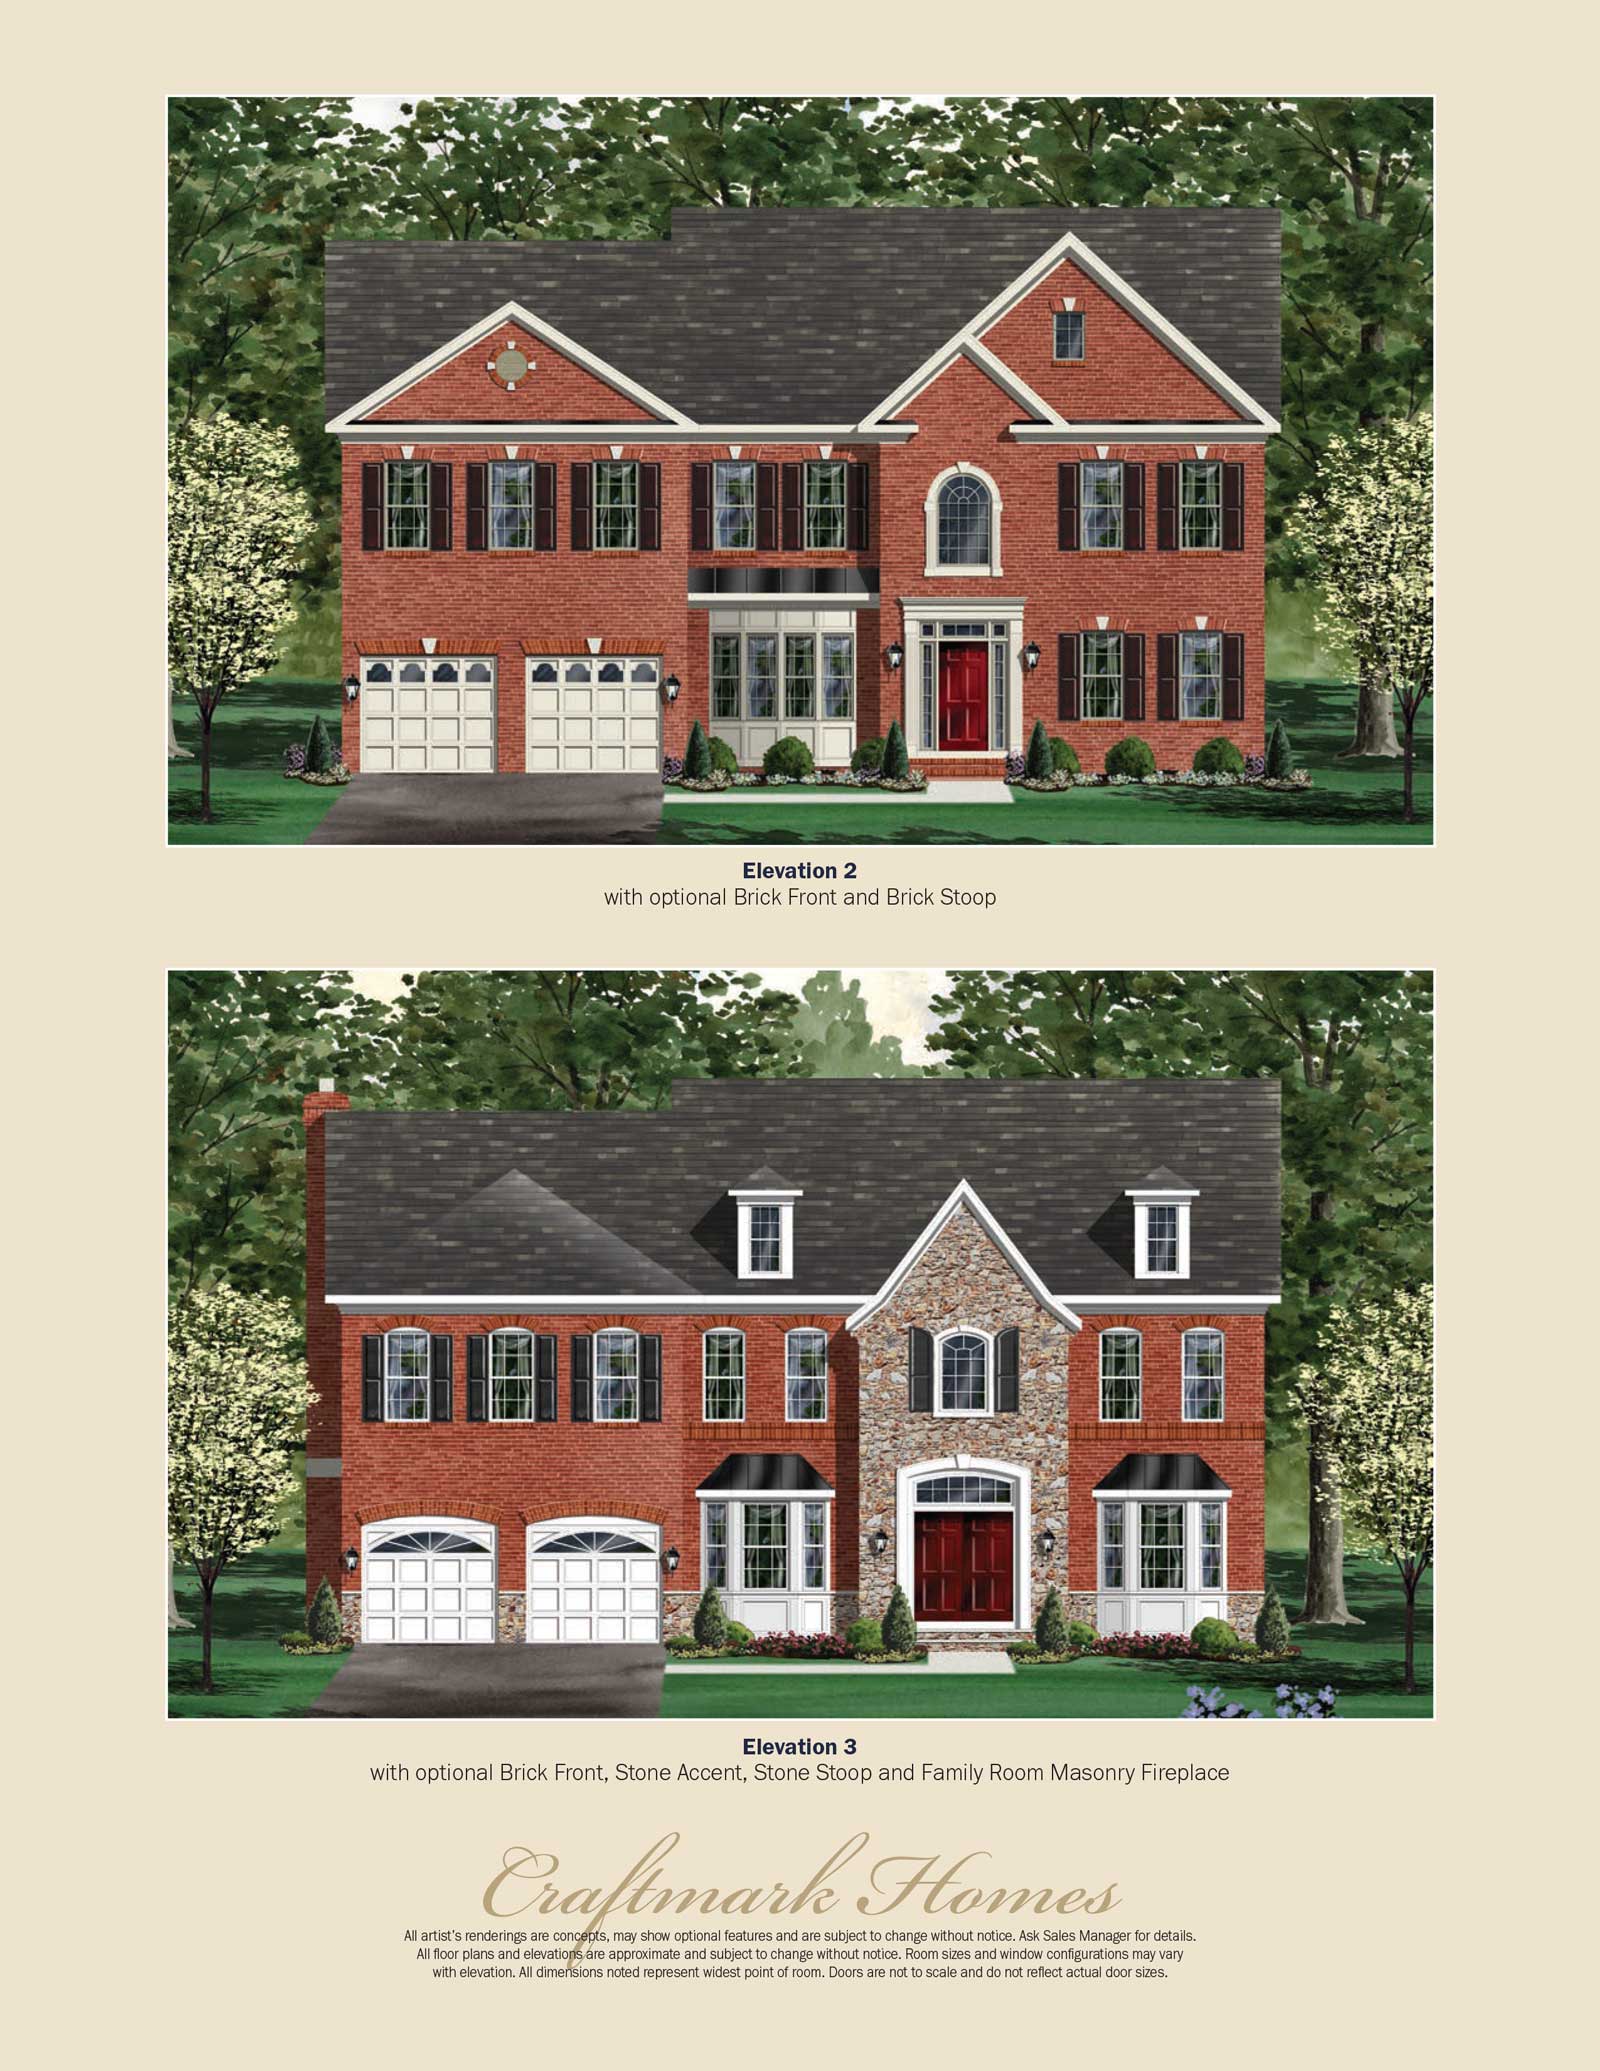 Elevation 2
with optional Brick Front and Brick Stoop
Elevation 3
with optional Brick Front, Stone Accent, Stone Stoop and Family Room Masonry Fireplace
Craftmark Homes
All artist's renderings are concepts, may show optional features and are subject to change without notice. Ask Sales Manager for details.
All floor plans and elevations are approximate and subject to change without notice. Room sizes and window configurations may vary
with elevation. All dimensions noted represent widest point of room. Doors are not to scale and do not reflect actual door sizes.